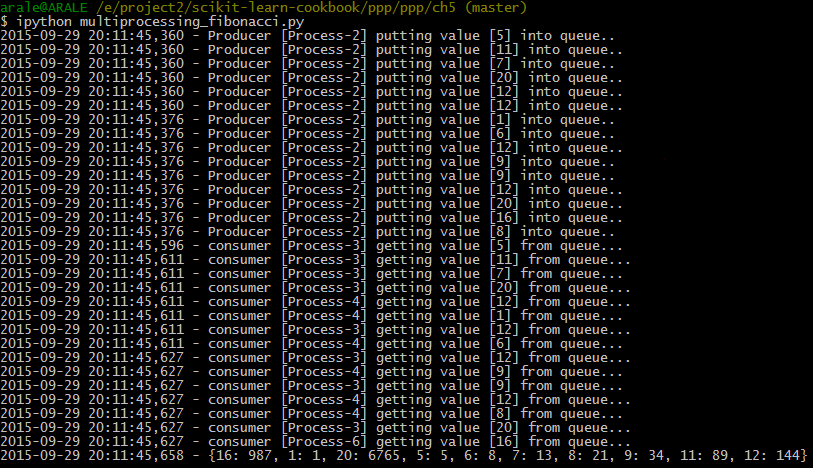 arale@ARALE /e/project2/scikit-learn-cookbook/ppp/ppp/ch5 (master)
$ ipython multiprocessing_fibonacci.py
2015-09-29 20:11:45,360 - Producer [Process-2] putting value [5] into queue..
2015-09-29 20:11:45,360 - Producer [Process-2] putting value [11] into queue..
2015-09-29 20:11:45,360 - Producer [Process-2] putting value [7] into queue..
2015-09-29 20:11:45,360 - Producer [Process-2] putting value [20] into queue..
2015-09-29 20:11:45,360 - Producer [Process-2] putting value [12] into queue..
2015-09-29 20:11:45,360 - Producer [Process-2] putting value [12] into queue..
2015-09-29 20:11:45,376 - Producer [Process-2] putting value [1] into queue..
2015-09-29 20:11:45,376 - Producer [Process-2] putting value [6] into queue..
2015-09-29 20:11:45,376 - Producer [Process-2] putting value [12] into queue..
2015-09-29 20:11:45,376 - Producer [Process-2] putting value [9] into queue..
2015-09-29 20:11:45,376 - Producer [Process-2] putting value [9] into queue..
2015-09-29 20:11:45,376 - Producer [Process-2] putting value [12] into queue..
2015-09-29 20:11:45,376 - Producer [Process-2] putting value [20] into queue..
2015-09-29 20:11:45,376 - Producer [Process-2] putting value [16] into queue..
2015-09-29 20:11:45,376 - Producer [Process-2] putting value [8] into queue..
2015-09-29 20:11:45,596 - consumer [Process-3] getting value [5] from queue...
2015-09-29 20:11:45,611 - consumer [Process-3] getting value [11] from queue...
2015-09-29 20:11:45,611 - consumer [Process-3] getting value [7] from queue...
2015-09-29 20:11:45,611 - consumer [Process-3] getting value [20] from queue...
2015-09-29 20:11:45,611 - consumer [Process-4] getting value [12] from queue...
2015-09-29 20:11:45,611 - consumer [Process-4] getting value [1] from queue...
2015-09-29 20:11:45,611 - consumer [Process-3] getting value [12] from queue...
2015-09-29 20:11:45,611 - consumer [Process-4] getting value [6] from queue...
2015-09-29 20:11:45,627 - consumer [Process-3] getting value [12] from queue...
2015-09-29 20:11:45,627 - consumer [Process-4] getting value [9] from queue...
2015-09-29 20:11:45,627 - consumer [Process-3] getting value [9] from queue...
2015-09-29 20:11:45,627 - consumer [Process-4] getting value [12] from queue...
2015-09-29 20:11:45,627 - consumer [Process-4] getting value [8] from queue...
2015-09-29 20:11:45,627 - consumer [Process-3] getting value [20] from queue...
2015-09-29 20:11:45,627 - consumer [Process-6] getting value [16] from queue...
2015-09-29 20:11:45,658 - {16: 987, 1: 1, 20: 6765, 5: 5, 6: 8, 7: 13, 8: 21, 9: 34, 11: 89, 12: 144}